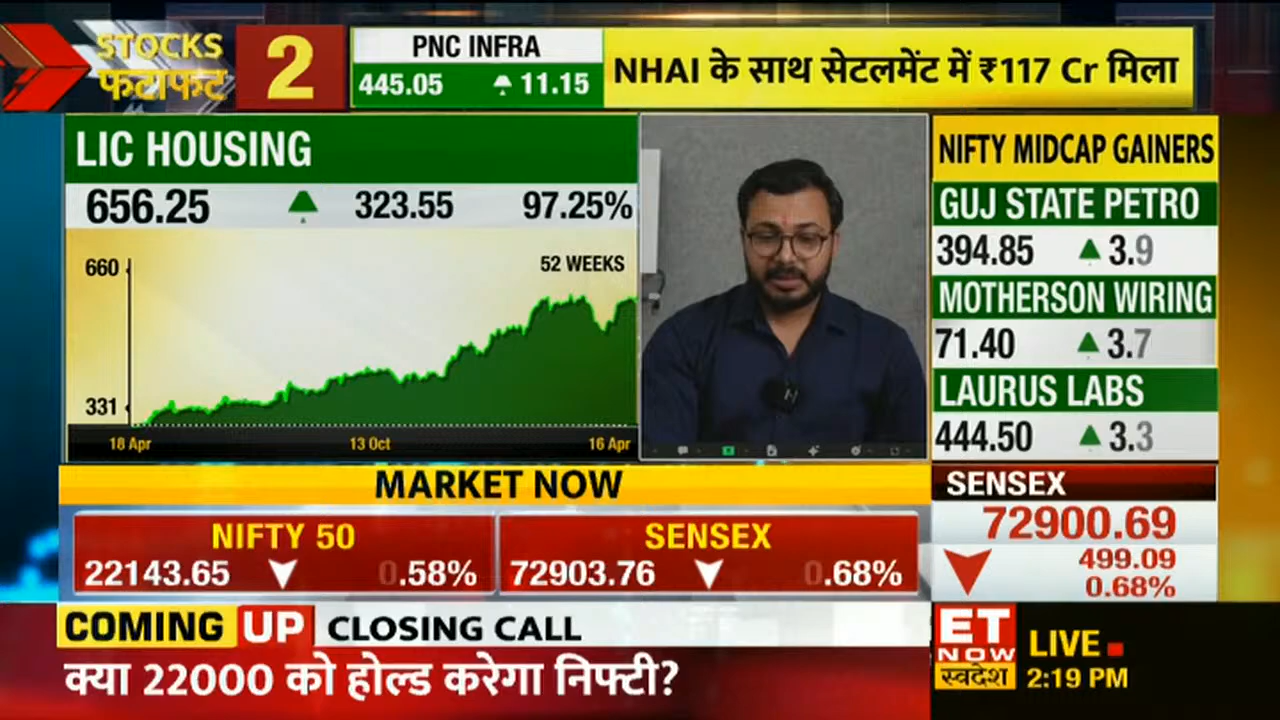 STOCKS
फटाफट
2
PNC INFRA
445.05 11.15
NHAI के साथ सेटलमेंट में ₹117 Cr मिला
LIC HOUSING
656.25 323.55 97.25%
52 WEEKS
660
331
18 Apr 13 Oct 16 Apr
H
NIFTY MIDCAP GAINERS
GUJ STATE PETRO
394.85 3.9
MOTHERSON WIRING
71.40 3.7
LAURUS LABS
444.50 3.3
MARKET NOW
NIFTY 50
22143.65 0.58%
SENSEX
72903.76 0.68%
SENSEX
72900.69
499.09
0.68%
COMING UP CLOSING CALL
क्या 22000 को होल्ड करेगा निफ्टी?
ET
NOW
स्वदेश
LIVE
2:19 PM